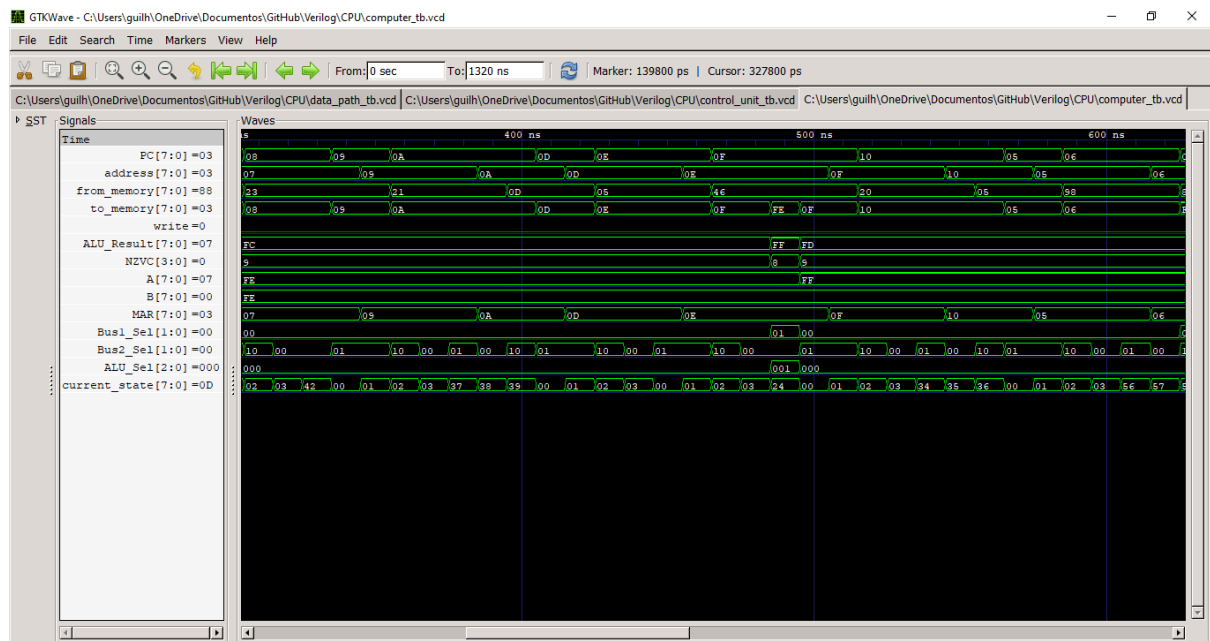 GTKWave - C:\Users\guilh\OneDrive\Documentos\GitHub\Verilog\CPU\computer_tb.vcd
File Edit Search Time Markers View Help
From: 0 sec To: 1320 ns Marker: 139800 ps | Cursor: 327800 ps
C:\Users\guilh\OneDrive\Documentos\GitHub\Verilog\CPU\data_path_tb.vcd C:\Users\guilh\OneDrive\Documentos\GitHub\Verilog\CPU\control_unit_tb.vcd C:\Users\guilh\OneDrive\Documentos\GitHub\Verilog\CPU\computer_tb.vcd
SST Signals Waves
Time 400 ns 500 ns 600 ns
PC[7:0] =03 08 09 0A 0D 0E 0F 10 05 06
address[7:0] =03 07 09 0A 0D 0E 0F 10 05 06
from_memory[7:0] =88 23 21 0D 05 46 20 05 98
to_memory[7:0] =03 08 09 0A 0D 0E 0F FE 0F 10 05 06
write =0
ALU_Result[7:0] =07 FC FF FD
NZVC[3:0] =0 9 8 9
A[7:0] =07 FE FF
B[7:0] =00 FE
MAR[7:0] =03 07 09 0A 0D 0E 0F 10 05 06
Bus1_Sel[1:0] =00 00 01 00
Bus2_Sel[1:0] =00 10 00 01 10 00 01 00 10 01 10 00 01 10 00 01 10 00 01 00 10 01 10 00 01 00
ALU_Sel[2:0] =000 000 001 000
current_state[7:0] =0D 02 03 42 00 01 02 03 37 38 39 00 01 02 03 00 01 02 03 24 00 01 02 03 34 35 36 00 01 02 03 56 57